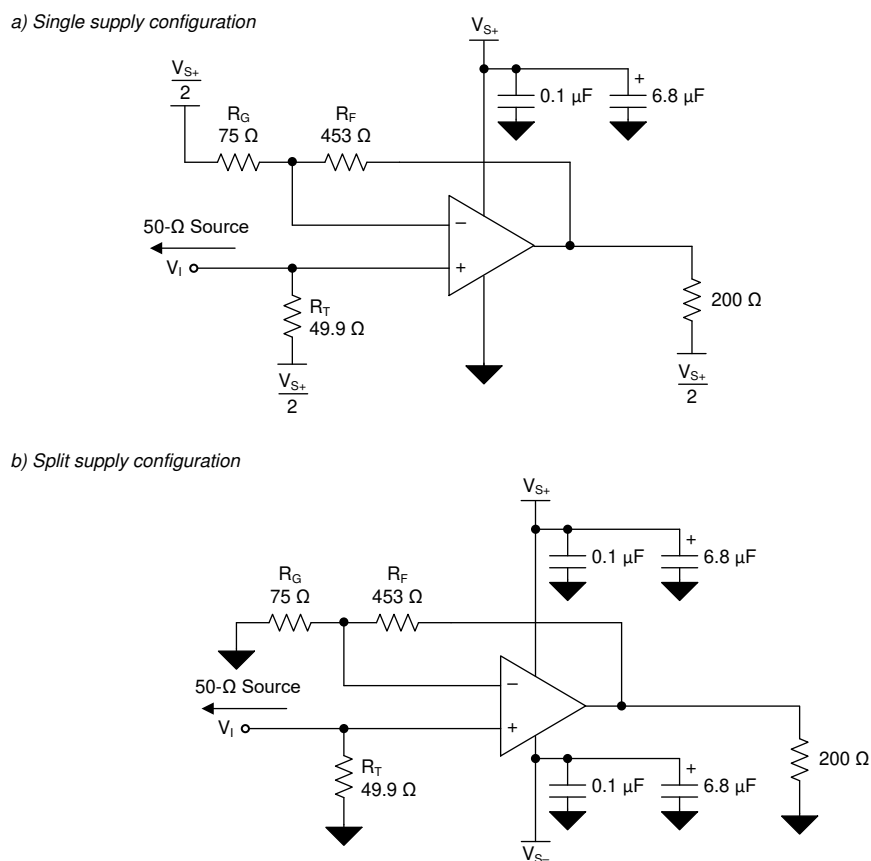 a) Single supply configuration
V_S+
V_S+
2
+
0.1 µF
6.8 µF
R_G
75 Ω
R_F
453 Ω
50-Ω Source
V_I
−
+
R_T
49.9 Ω
200 Ω
V_S+
2
V_S+
2
b) Split supply configuration
V_S+
+
0.1 µF
6.8 µF
R_G
75 Ω
R_F
453 Ω
50-Ω Source
V_I
−
+
R_T
49.9 Ω
200 Ω
+
0.1 µF
6.8 µF
V_S−